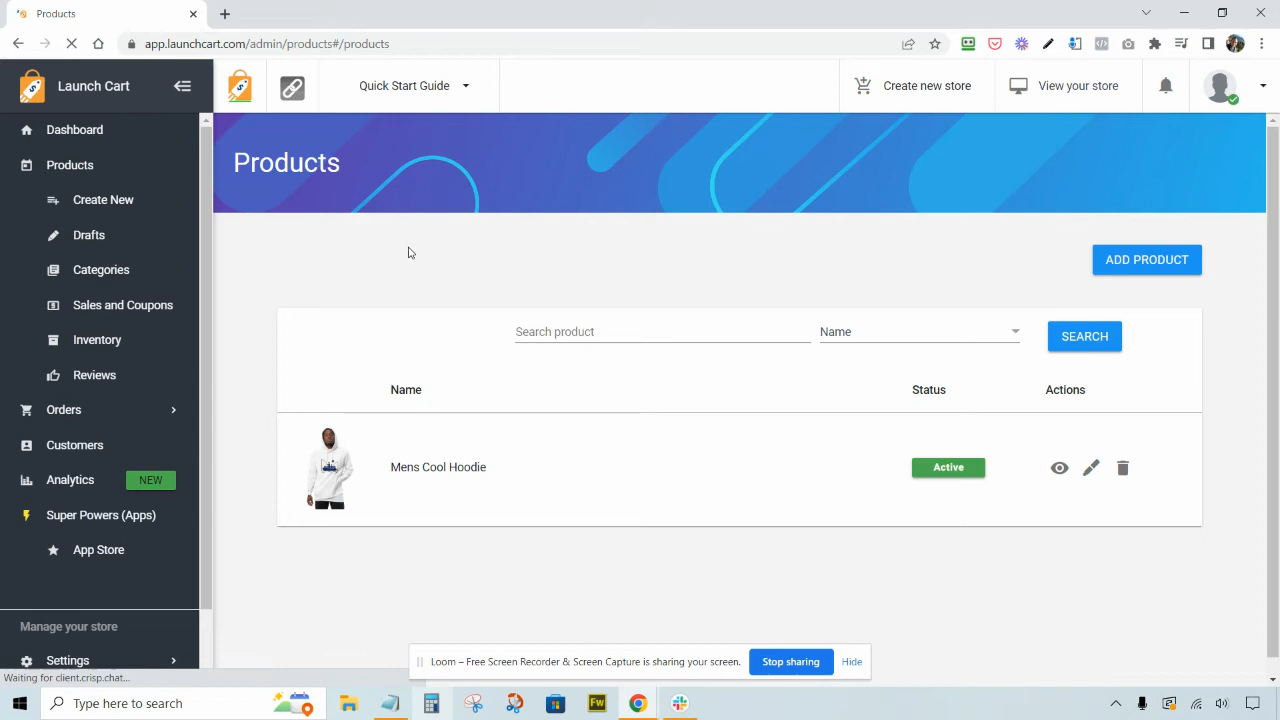 Products
app.launchcart.com/admin/products#/products
Launch Cart
Quick Start Guide
Create new store
View your store
Dashboard
Products
Create New
Drafts
Categories
Sales and Coupons
Inventory
Reviews
Orders
Customers
Analytics NEW
Super Powers (Apps)
App Store
Manage your store
Settings
Products
ADD PRODUCT
Search product
Name
SEARCH
Name Status Actions
Mens Cool Hoodie Active
Loom – Free Screen Recorder & Screen Capture is sharing your screen. Stop sharing Hide
Waiting for client.crisp.chat...
Type here to search
Fw